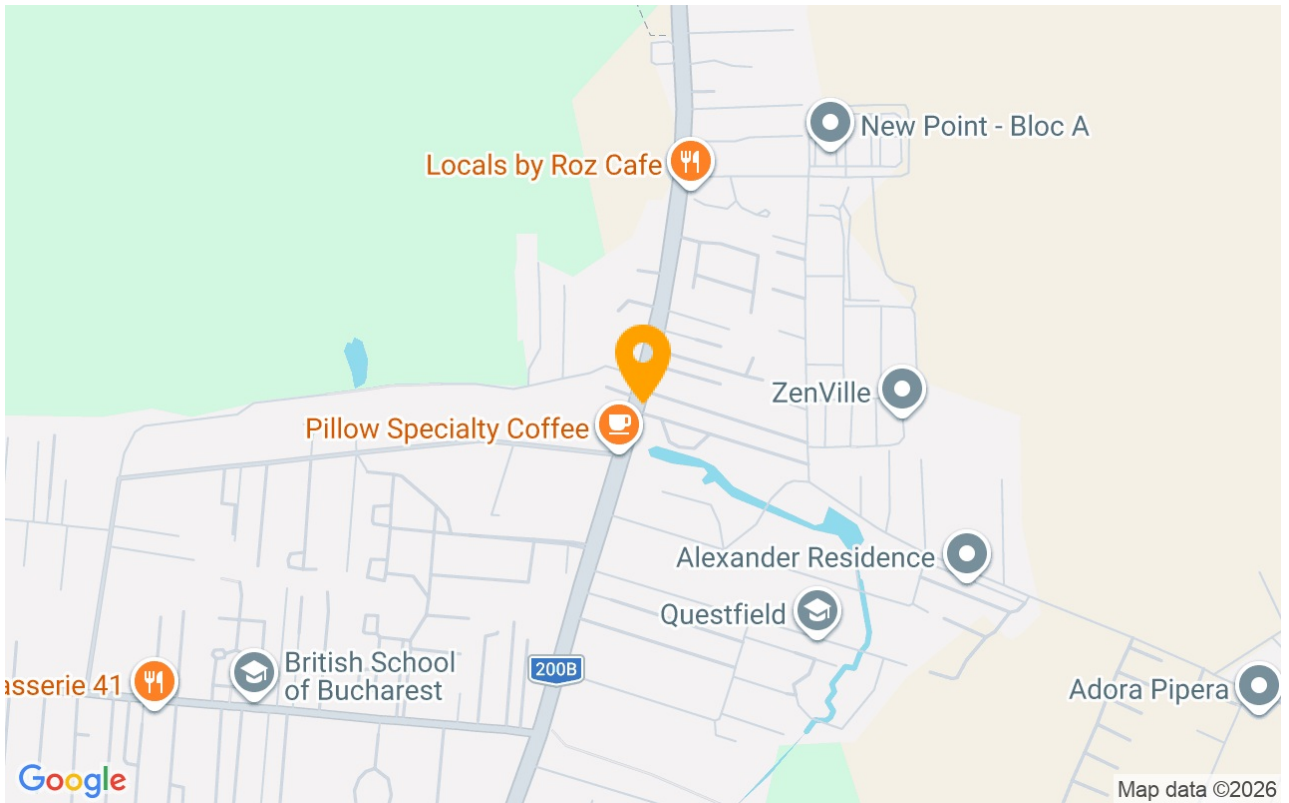 New Point - Bloc A
Locals by Roz Cafe
ZenVille
Pillow Specialty Coffee
Alexander Residence
Questfield
British School
of Bucharest
200B
asserie 41
Adora Pipera
Google
Map data ©2026